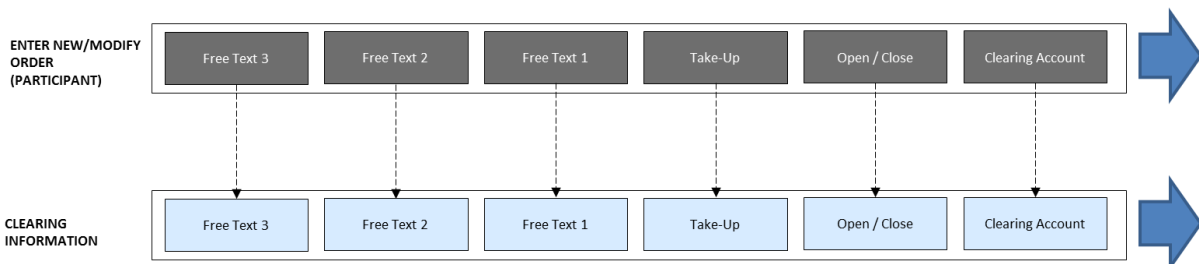 ENTER NEW/MODIFY
ORDER
(PARTICIPANT)
Free Text 3
Free Text 2
Free Text 1
Take-Up
Open / Close
Clearing Account
CLEARING
INFORMATION
Free Text 3
Free Text 2
Free Text 1
Take-Up
Open / Close
Clearing Account